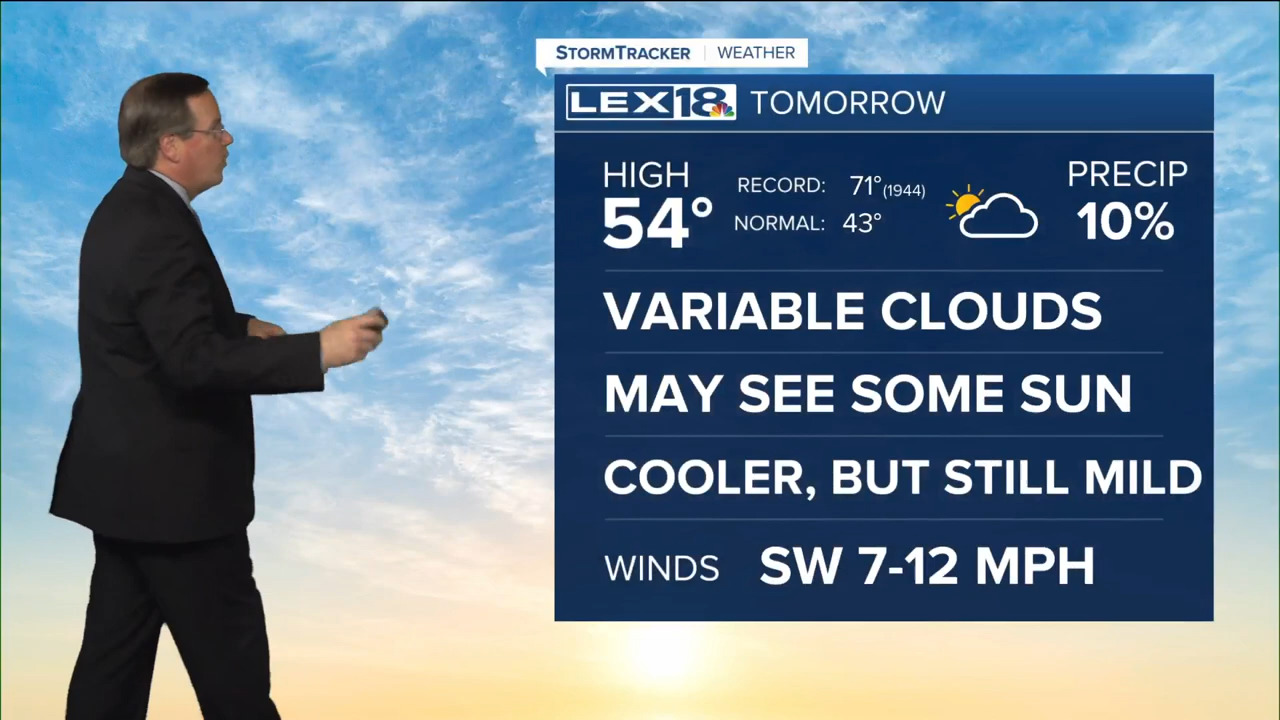 STORMTRACKER | WEATHER
LEX18 TOMORROW
HIGH
54°
RECORD: 71° (1944)
NORMAL: 43°
PRECIP
10%
VARIABLE CLOUDS
MAY SEE SOME SUN
COOLER, BUT STILL MILD
WINDS SW 7-12 MPH